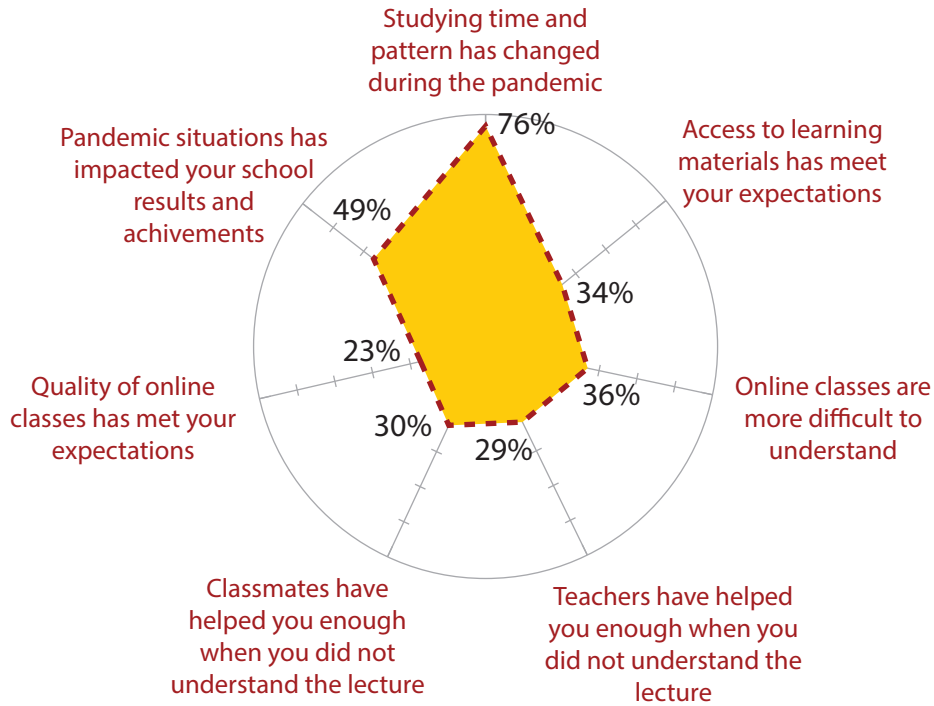 Studying time and
pattern has changed
during the pandemic
76%
Access to learning
materials has meet
your expectations
34%
Online classes are
more difficult to
understand
36%
Teachers have helped
you enough when you
did not understand the
lecture
29%
Classmates have
helped you enough
when you did not
understand the lecture
30%
Quality of online
classes has met your
expectations
23%
Pandemic situations has
impacted your school
results and
achivements
49%